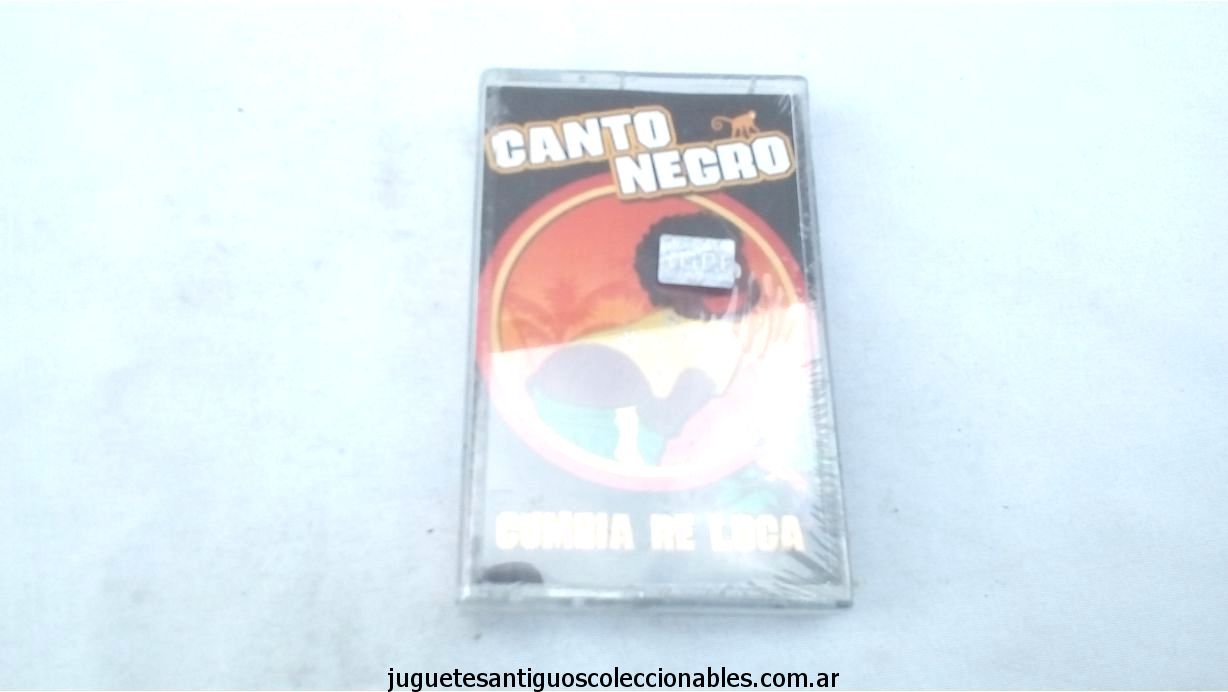 CANTO
NEGRO
CUMBIA RE LOCA
juguetesantiguoscoleccionables.com.ar